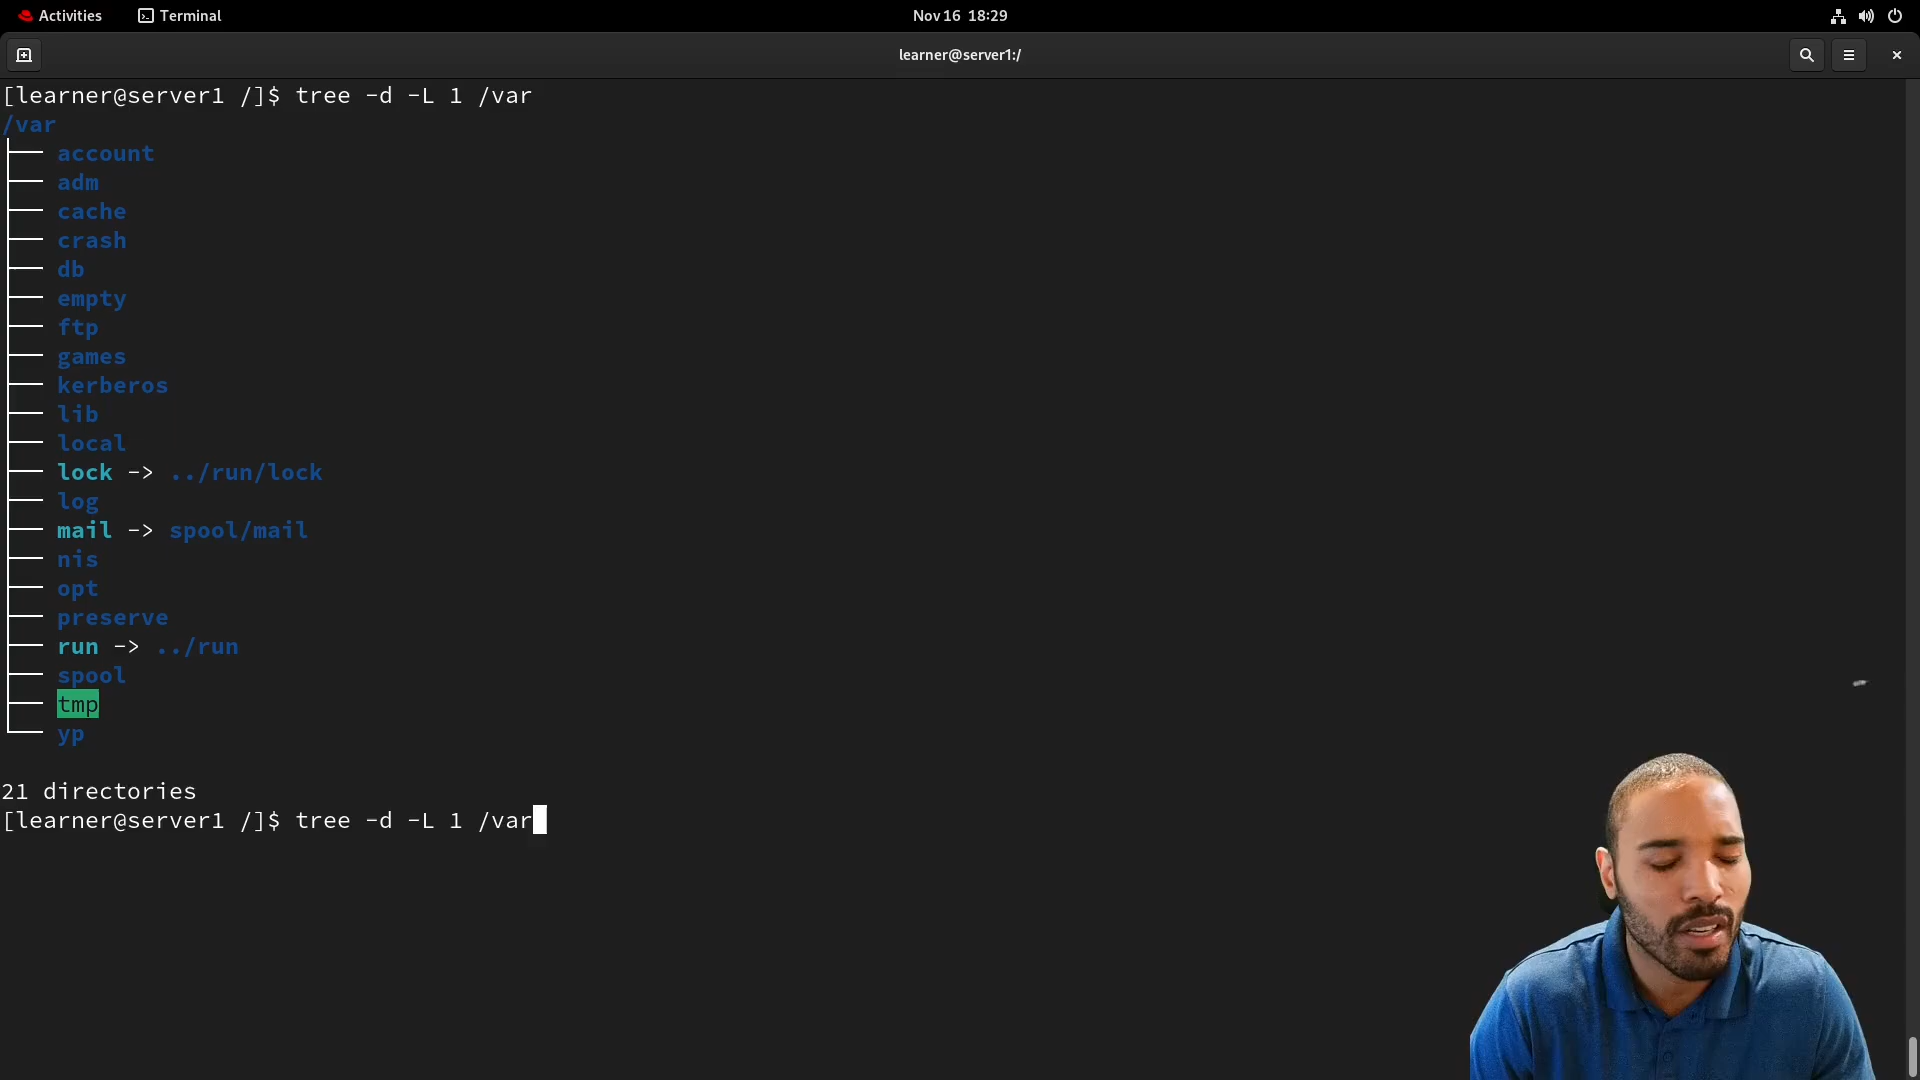 Activities Terminal Nov 16 18:29
learner@server1:/
[learner@server1 /]$ tree -d -L 1 /var
/var
├── account
├── adm
├── cache
├── crash
├── db
├── empty
├── ftp
├── games
├── kerberos
├── lib
├── local
├── lock -> ../run/lock
├── log
├── mail -> spool/mail
├── nis
├── opt
├── preserve
├── run -> ../run
├── spool
├── tmp
└── yp
21 directories
[learner@server1 /]$ tree -d -L 1 /var